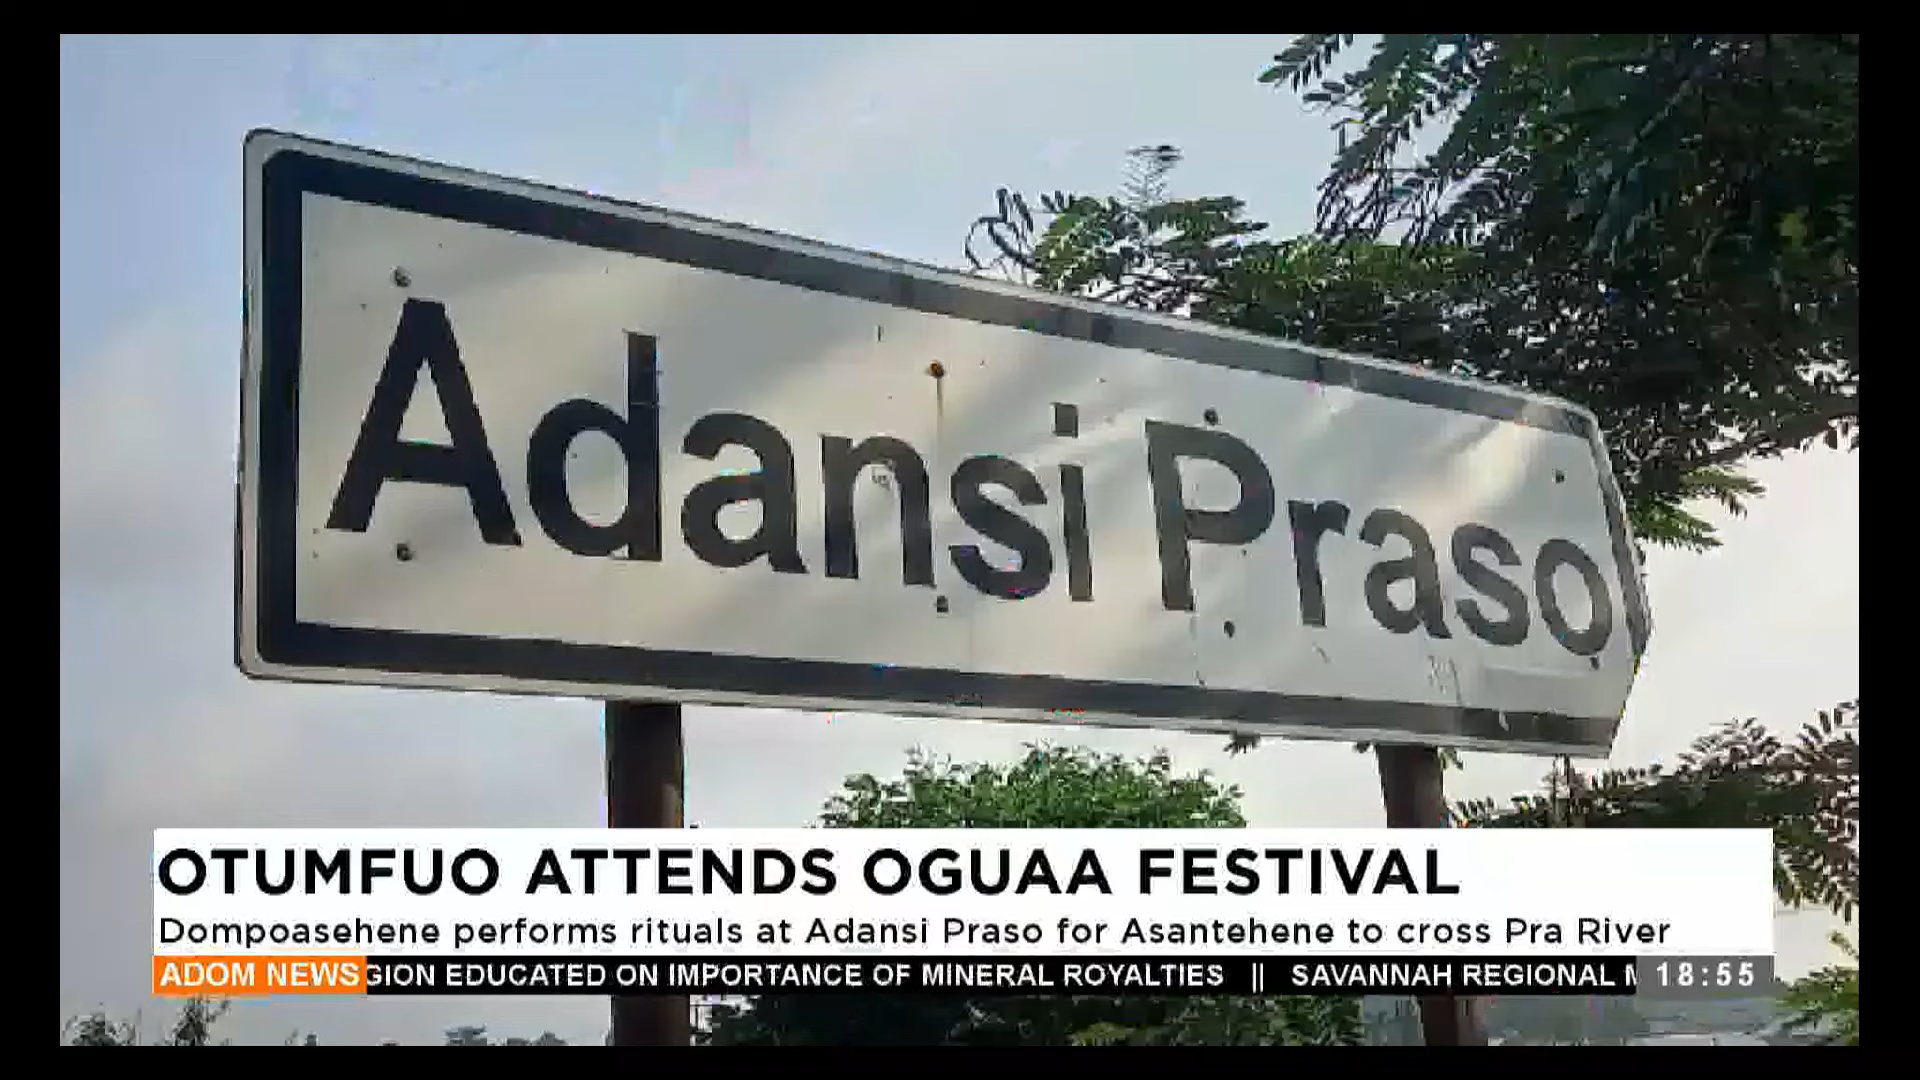 Adansi Praso
OTUMFUO ATTENDS OGUAA FESTIVAL
Dompoasehene performs rituals at Adansi Praso for Asantehene to cross Pra River
ADOM NEWS GION EDUCATED ON IMPORTANCE OF MINERAL ROYALTIES || SAVANNAH REGIONAL 18:55